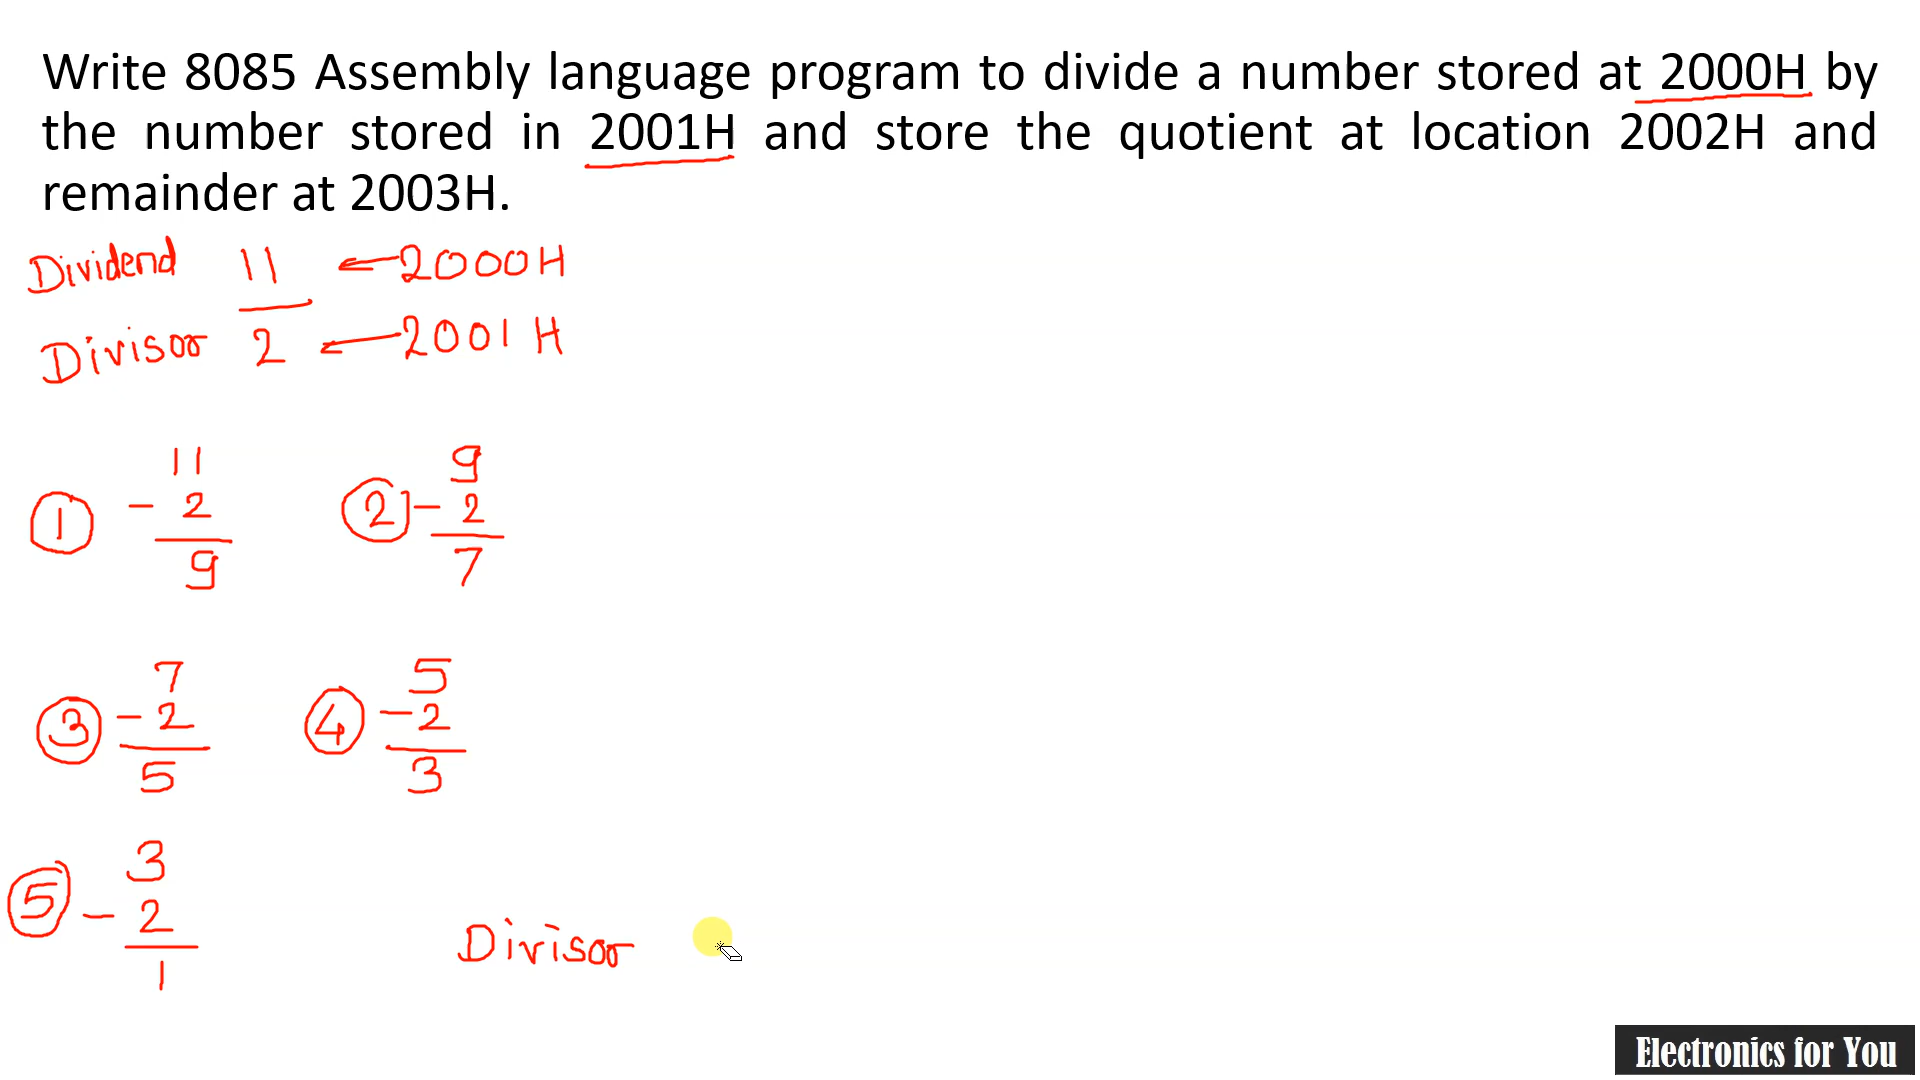 Write 8085 Assembly language program to divide a number stored at 2000H by
the number stored in 2001H and store the quotient at location 2002H and
remainder at 2003H.
Dividend 11 ← 2000H
Divisor 2 ← 2001H
11
① - 2
9
9
② - 2
7
7
③ - 2
5
5
④ - 2
3
3
⑤ - 2
1
Divisor
Electronics for You